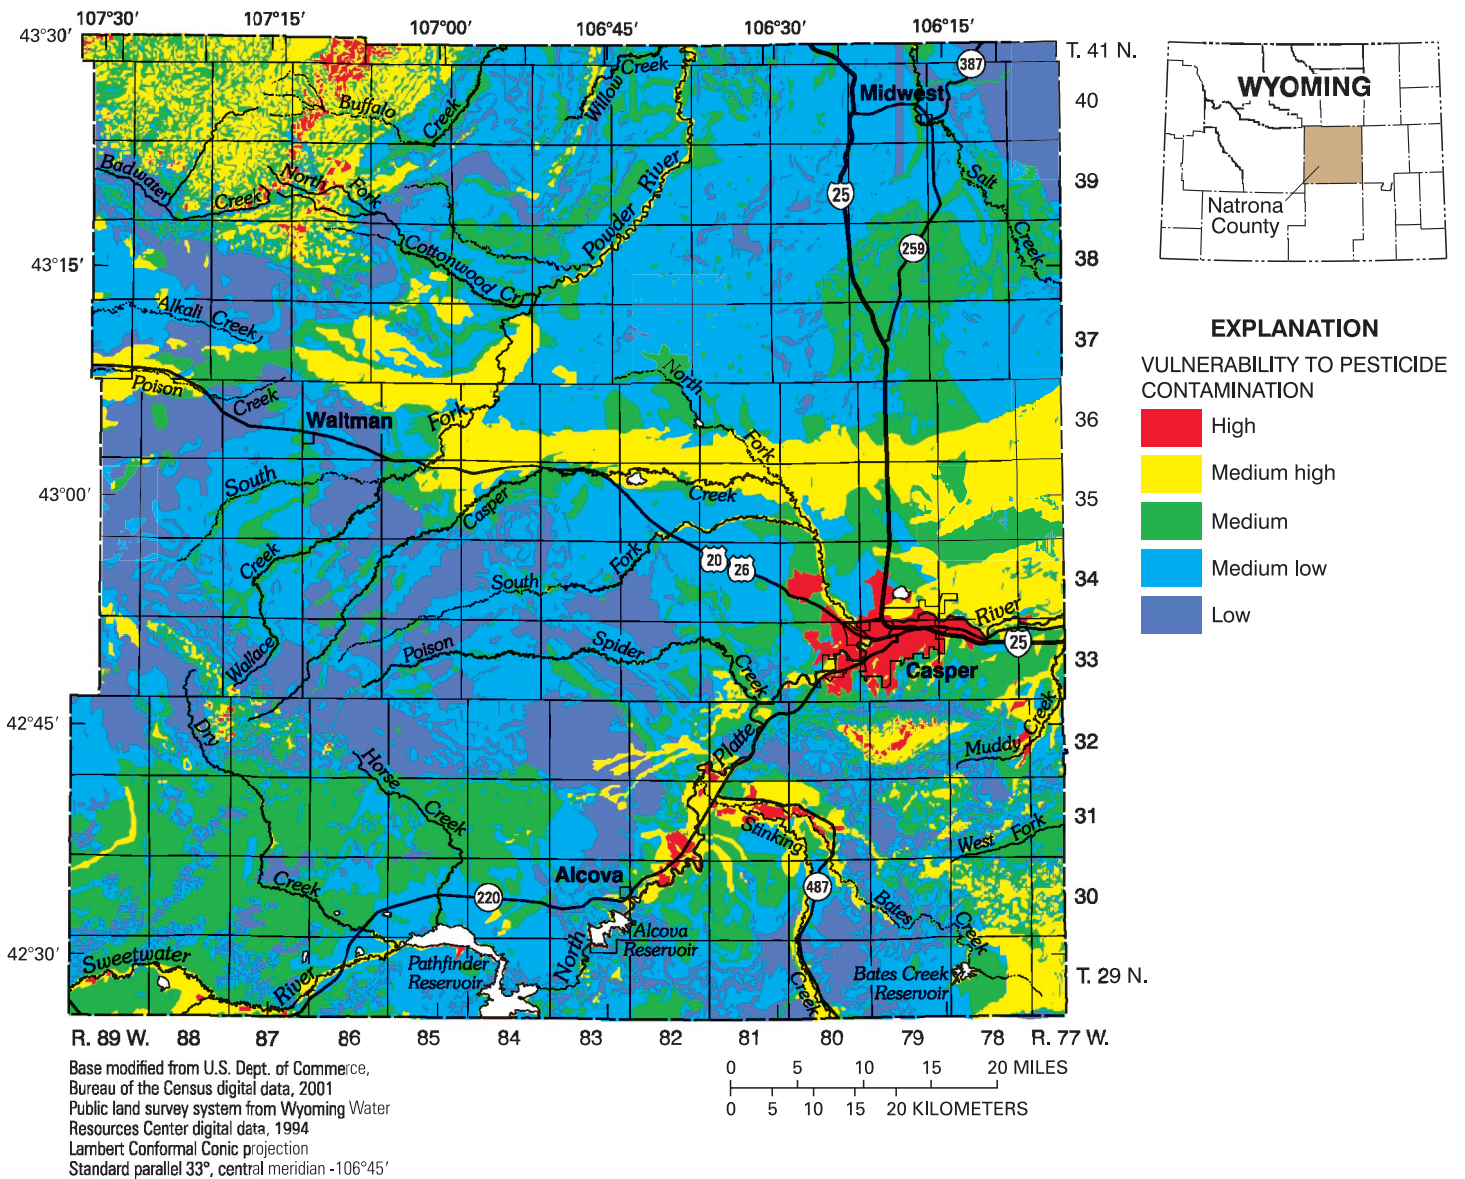 107°30′ 107°15′ 107°00′ 106°45′ 106°30′ 106°15′
43°30′
43°15′
43°00′
42°45′
42°30′
T. 41 N.
40
39
38
37
36
35
34
33
32
31
30
T. 29 N.
R. 89 W. 88 87 86 85 84 83 82 81 80 79 78 R. 77 W.
Buffalo
Creek
Willow
Creek
Midwest
387
Badwater
Creek
North
Fork
Powder
River
25
Salt
Creek
259
Cottonwood Cr
Alkali Creek
Poison
Creek
Waltman
Fork
North
Fork
Creek
South
Casper
Creek
Wallace
South
Fork
20
26
Poison
Spider
Creek
River
25
Casper
Dry
Creek
Horse
Creek
Platte
Muddy
Creek
Stinking
West Fork
Alcova
220
487
Bates
Creek
North
Alcova
Reservoir
Sweetwater
River
Pathfinder
Reservoir
Bates Creek
Reservoir
Creek
WYOMING
Natrona
County
EXPLANATION
VULNERABILITY TO PESTICIDE
CONTAMINATION
High
Medium high
Medium
Medium low
Low
Base modified from U.S. Dept. of Commerce,
Bureau of the Census digital data, 2001
Public land survey system from Wyoming Water
Resources Center digital data, 1994
Lambert Conformal Conic projection
Standard parallel 33°, central meridian -106°45′
0 5 10 15 20 MILES
0 5 10 15 20 KILOMETERS